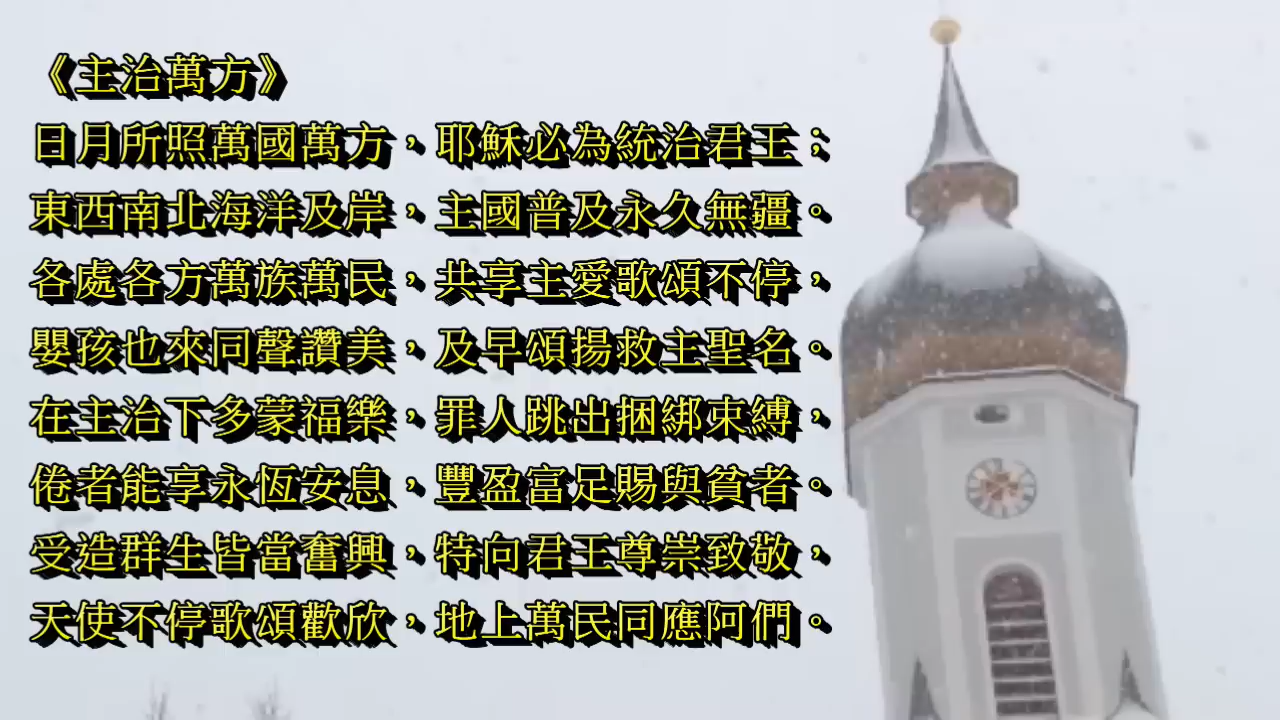 《主治萬方》
日月所照萬國萬方，耶穌必為統治君王；
東西南北海洋及岸，主國普及永久無疆。
各處各方萬族萬民，共享主愛歌頌不停，
嬰孩也來同聲讚美，及早頌揚救主聖名。
在主治下多蒙福樂，罪人跳出捆綁束縛，
倦者能享永恆安息，豐盈富足賜與貧者。
受造群生皆當奮興，特向君王尊崇致敬，
天使不停歌頌歡欣，地上萬民同應阿們。